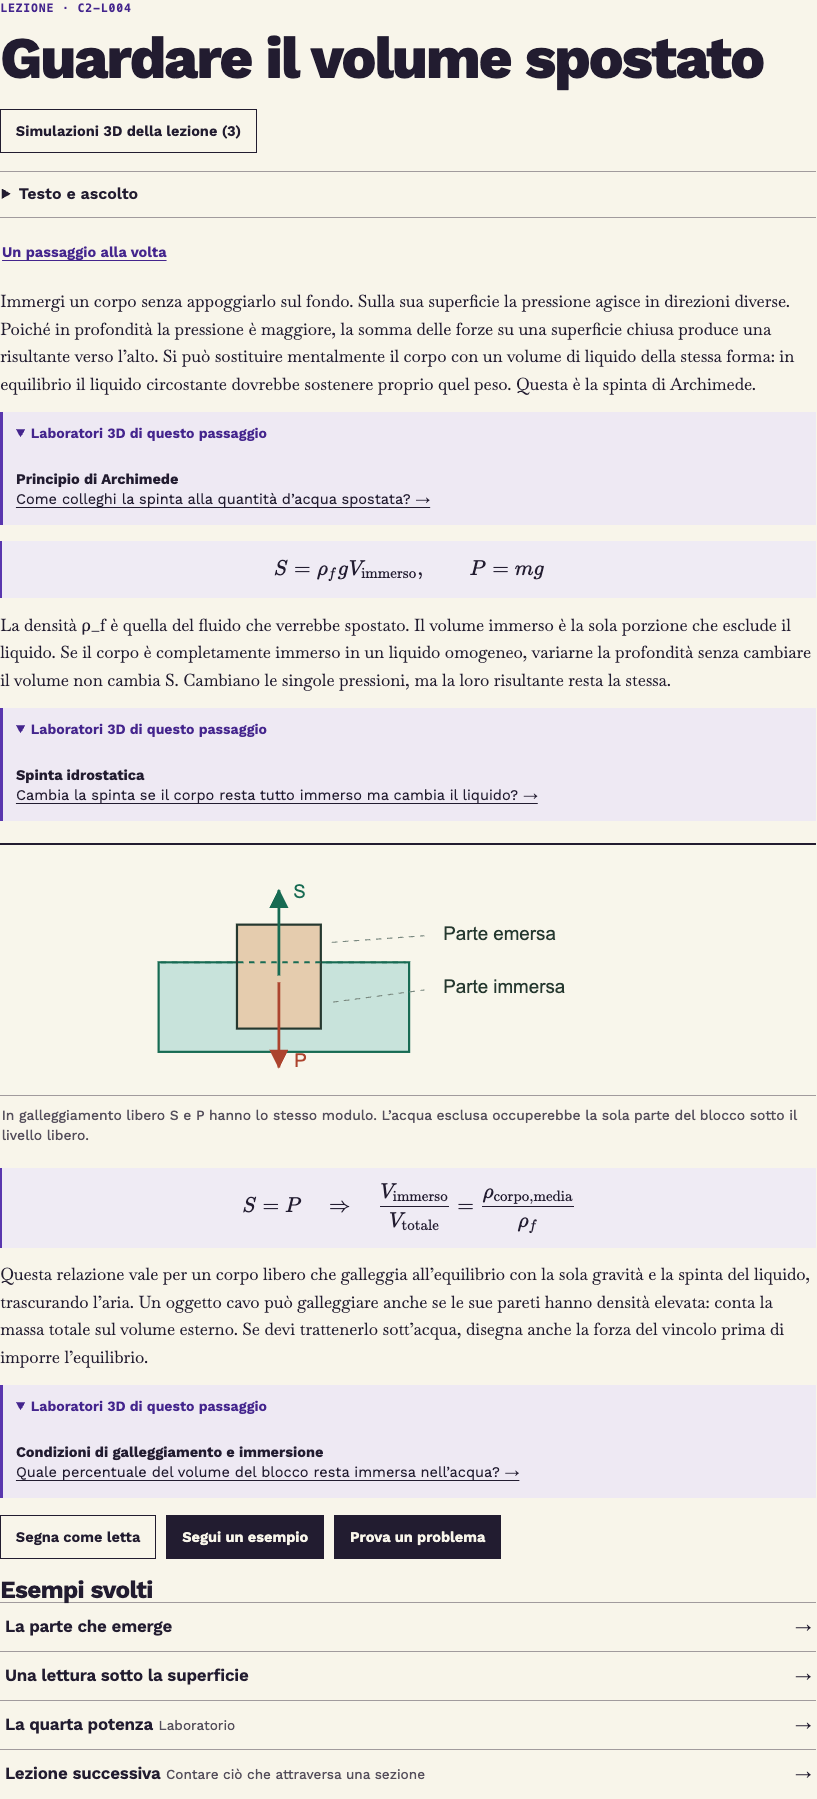 LEZIONE · C2–L004
Guardare il volume spostato
Simulazioni 3D della lezione (3)
▶ Testo e ascolto
Un passaggio alla volta
Immergi un corpo senza appoggiarlo sul fondo. Sulla sua superficie la pressione agisce in direzioni diverse.
Poiché in profondità la pressione è maggiore, la somma delle forze su una superficie chiusa produce una
risultante verso l’alto. Si può sostituire mentalmente il corpo con un volume di liquido della stessa forma: in
equilibrio il liquido circostante dovrebbe sostenere proprio quel peso. Questa è la spinta di Archimede.
▼ Laboratori 3D di questo passaggio
Principio di Archimede
Come colleghi la spinta alla quantità d’acqua spostata? →
S = ρ_f g V_immerso, P = mg
La densità ρ_f è quella del fluido che verrebbe spostato. Il volume immerso è la sola porzione che esclude il
liquido. Se il corpo è completamente immerso in un liquido omogeneo, variarne la profondità senza cambiare
il volume non cambia S. Cambiano le singole pressioni, ma la loro risultante resta la stessa.
▼ Laboratori 3D di questo passaggio
Spinta idrostatica
Cambia la spinta se il corpo resta tutto immerso ma cambia il liquido? →
S
Parte emersa
Parte immersa
P
In galleggiamento libero S e P hanno lo stesso modulo. L’acqua esclusa occuperebbe la sola parte del blocco sotto il
livello libero.
S = P ⇒ V_immerso / V_totale = ρ_corpo,media / ρ_f
Questa relazione vale per un corpo libero che galleggia all’equilibrio con la sola gravità e la spinta del liquido,
trascurando l’aria. Un oggetto cavo può galleggiare anche se le sue pareti hanno densità elevata: conta la
massa totale sul volume esterno. Se devi trattenerlo sott’acqua, disegna anche la forza del vincolo prima di
imporre l’equilibrio.
▼ Laboratori 3D di questo passaggio
Condizioni di galleggiamento e immersione
Quale percentuale del volume del blocco resta immersa nell’acqua? →
Segna come letta
Segui un esempio
Prova un problema
Esempi svolti
La parte che emerge →
Una lettura sotto la superficie →
La quarta potenza Laboratorio →
Lezione successiva Contare ciò che attraversa una sezione →